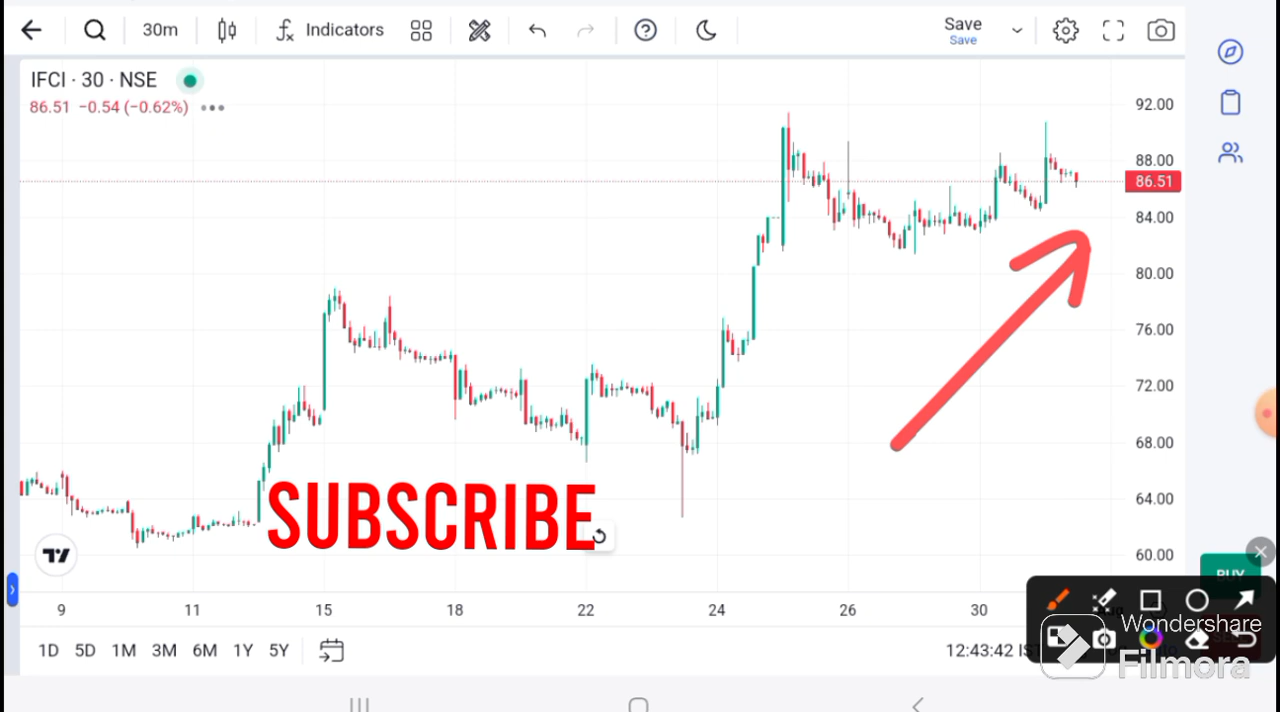 30m
Indicators
Save
Save
IFCI · 30 · NSE
86.51 −0.54 (−0.62%)
92.00
88.00
86.51
84.00
80.00
76.00
72.00
68.00
64.00
60.00
SUBSCRIBE
BUY
9 11 15 18 22 24 26 30
1D 5D 1M 3M 6M 1Y 5Y
12:43:42
Wondershare
Filmora